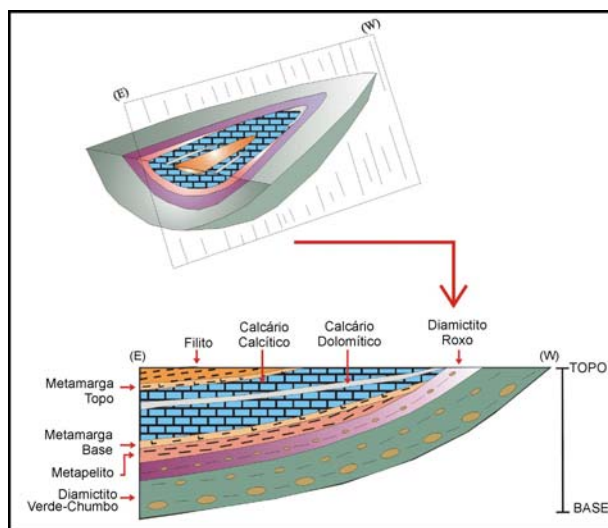 (W)
(E)
(E)
Filito
Calcário
Calcítico
Calcário
Dolomítico
Diamictito
Roxo
(W)
TOPO
Metamarga
Topo
Metamarga
Base
Metapelito
Diamictito
Verde-Chumbo
BASE